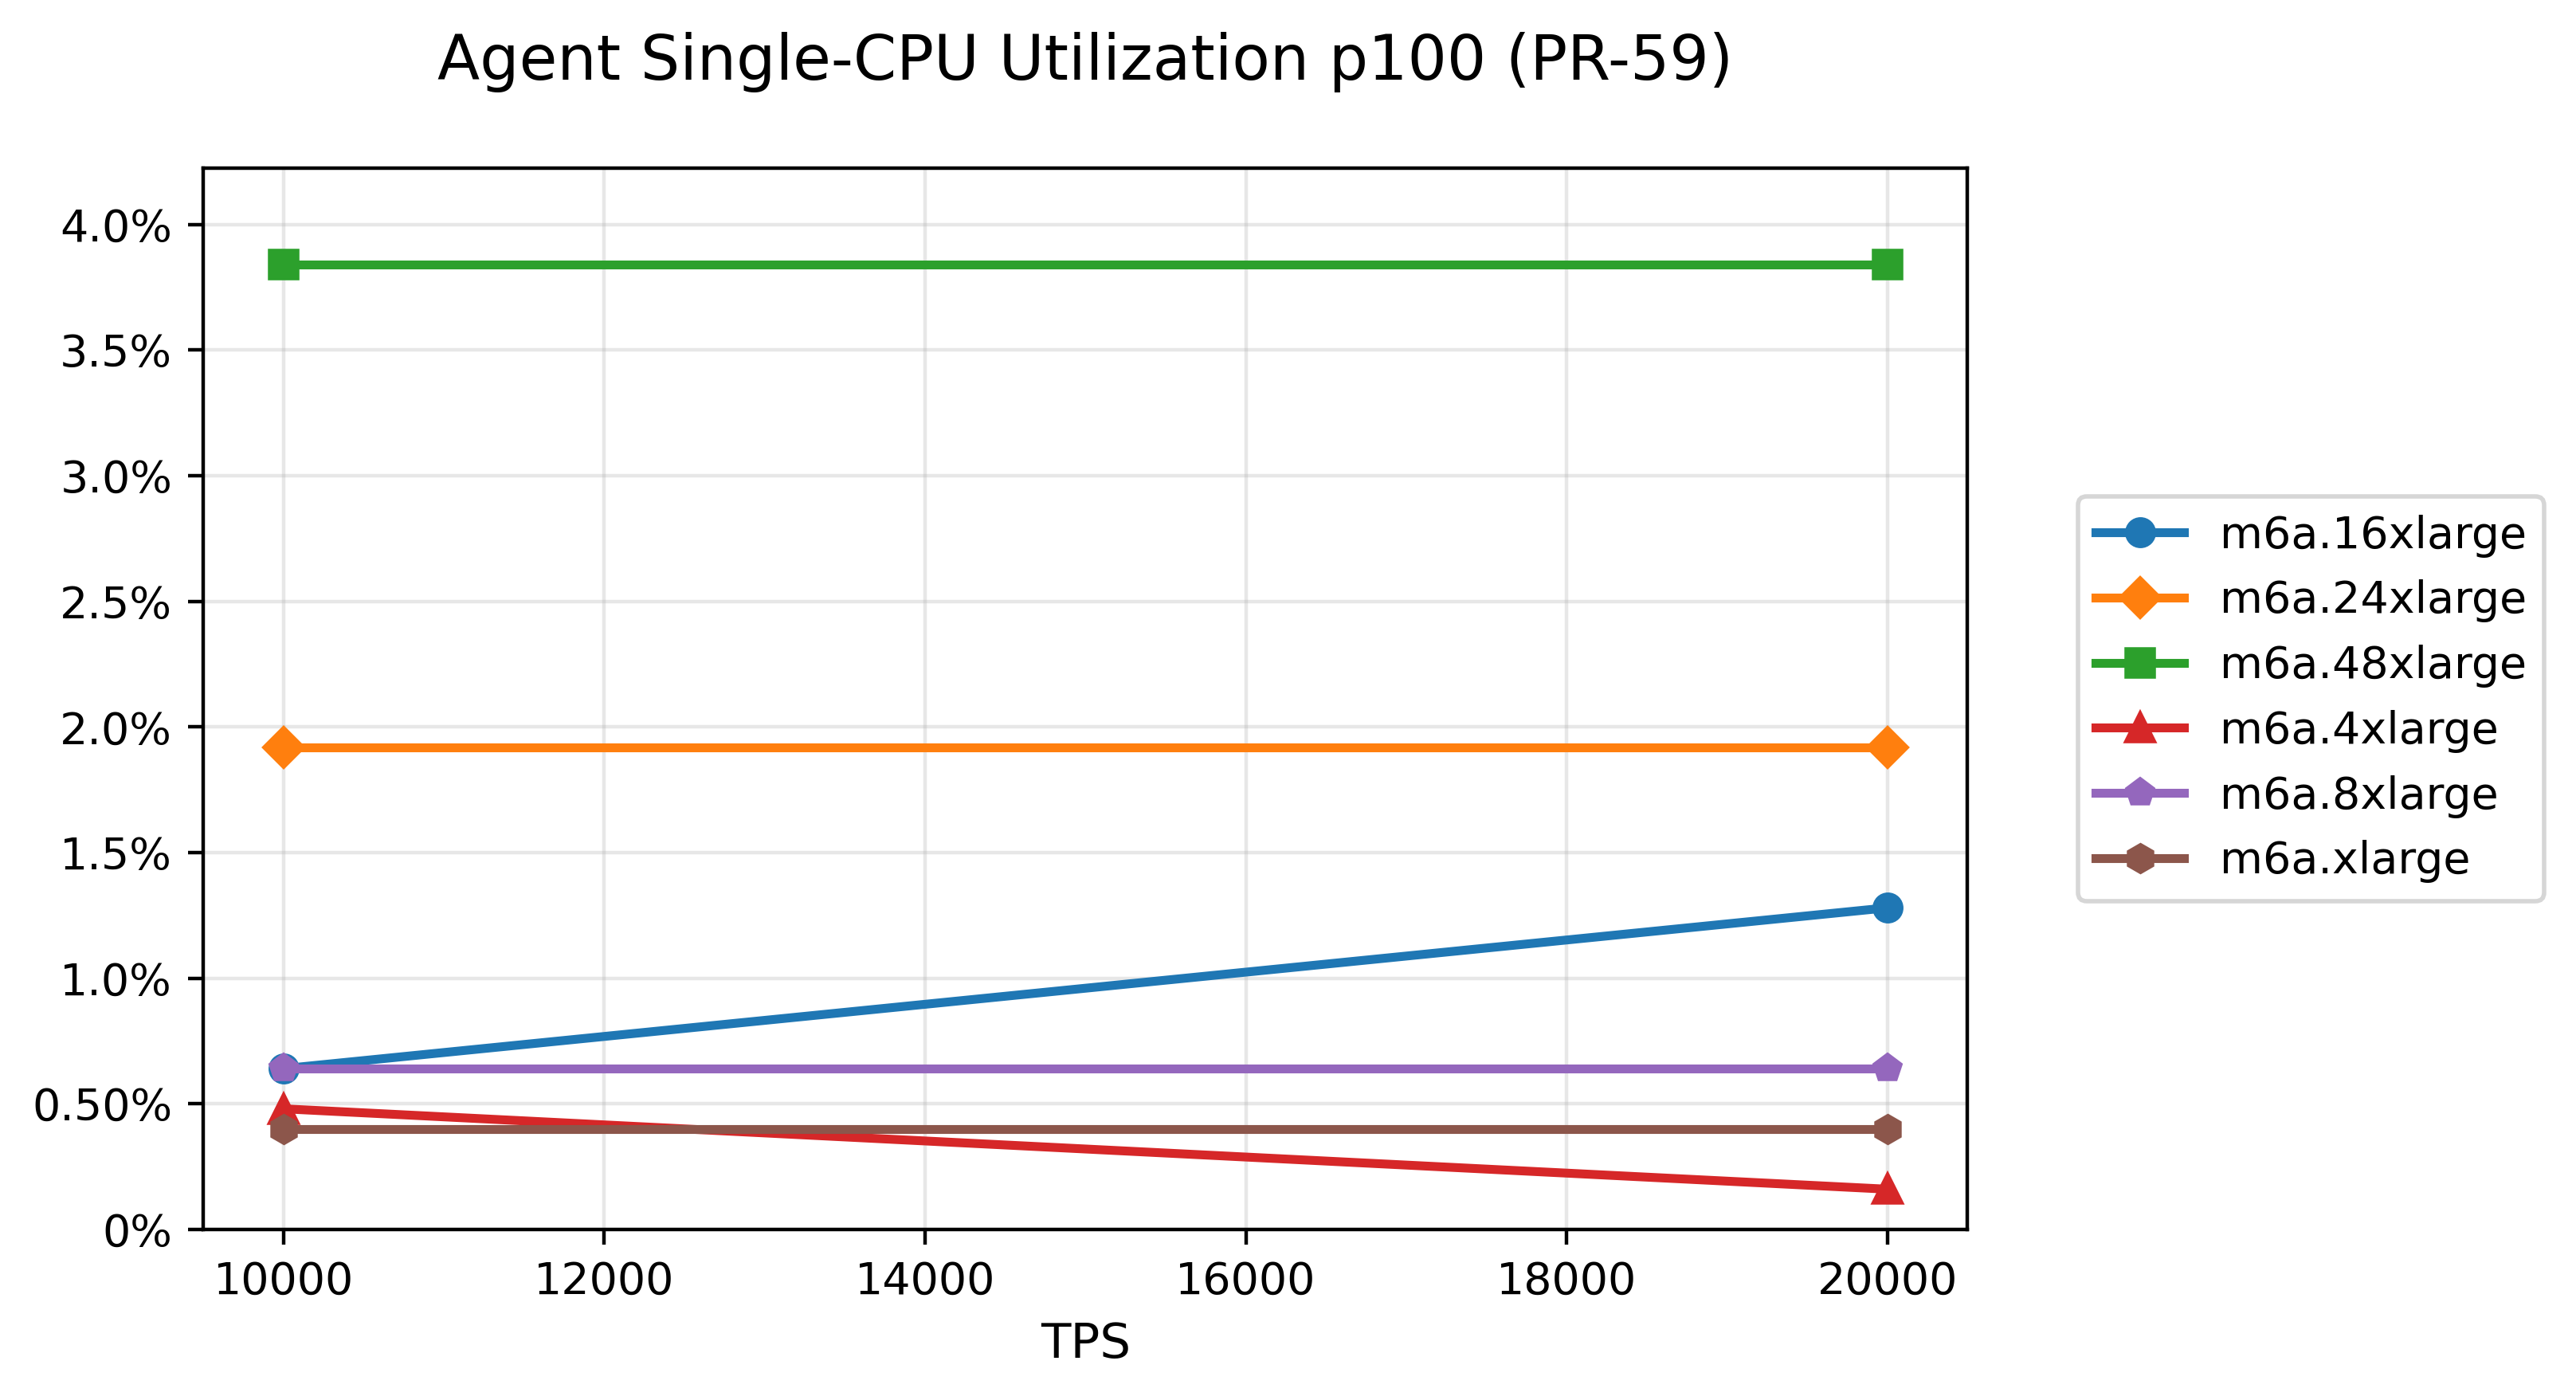 Agent Single-CPU Utilization p100 (PR-59)
4.0%
3.5%
3.0%
2.5%
2.0%
1.5%
1.0%
0.50%
0%
10000 12000 14000 16000 18000 20000
TPS
m6a.16xlarge
m6a.24xlarge
m6a.48xlarge
m6a.4xlarge
m6a.8xlarge
m6a.xlarge